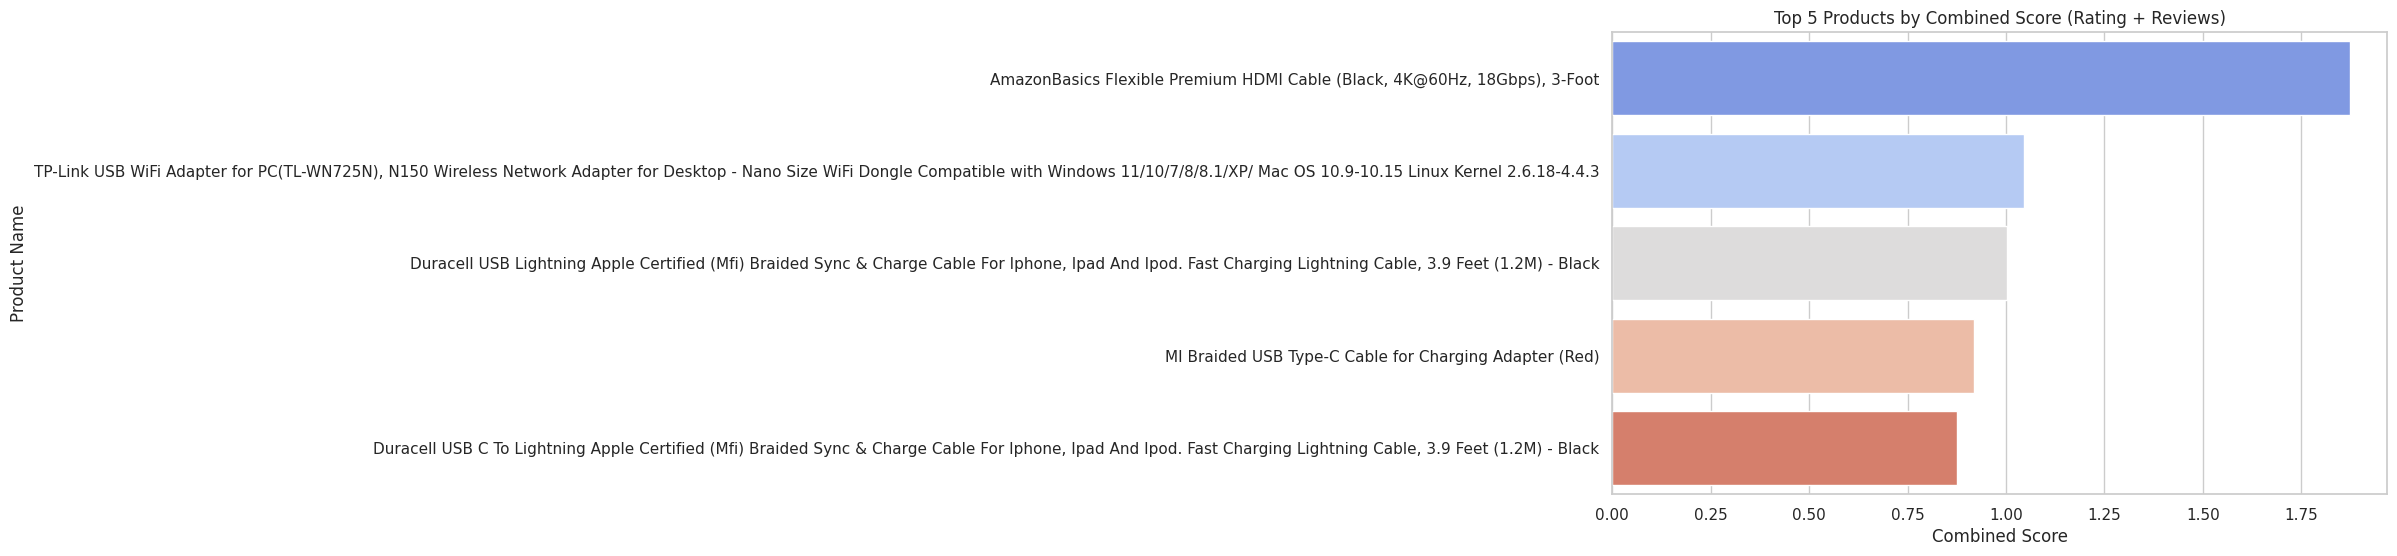 Top 5 Products by Combined Score (Rating + Reviews)
Product Name
AmazonBasics Flexible Premium HDMI Cable (Black, 4K@60Hz, 18Gbps), 3-Foot
TP-Link USB WiFi Adapter for PC(TL-WN725N), N150 Wireless Network Adapter for Desktop - Nano Size WiFi Dongle Compatible with Windows 11/10/7/8/8.1/XP/ Mac OS 10.9-10.15 Linux Kernel 2.6.18-4.4.3
Duracell USB Lightning Apple Certified (Mfi) Braided Sync & Charge Cable For Iphone, Ipad And Ipod. Fast Charging Lightning Cable, 3.9 Feet (1.2M) - Black
MI Braided USB Type-C Cable for Charging Adapter (Red)
Duracell USB C To Lightning Apple Certified (Mfi) Braided Sync & Charge Cable For Iphone, Ipad And Ipod. Fast Charging Lightning Cable, 3.9 Feet (1.2M) - Black
0.00 0.25 0.50 0.75 1.00 1.25 1.50 1.75
Combined Score